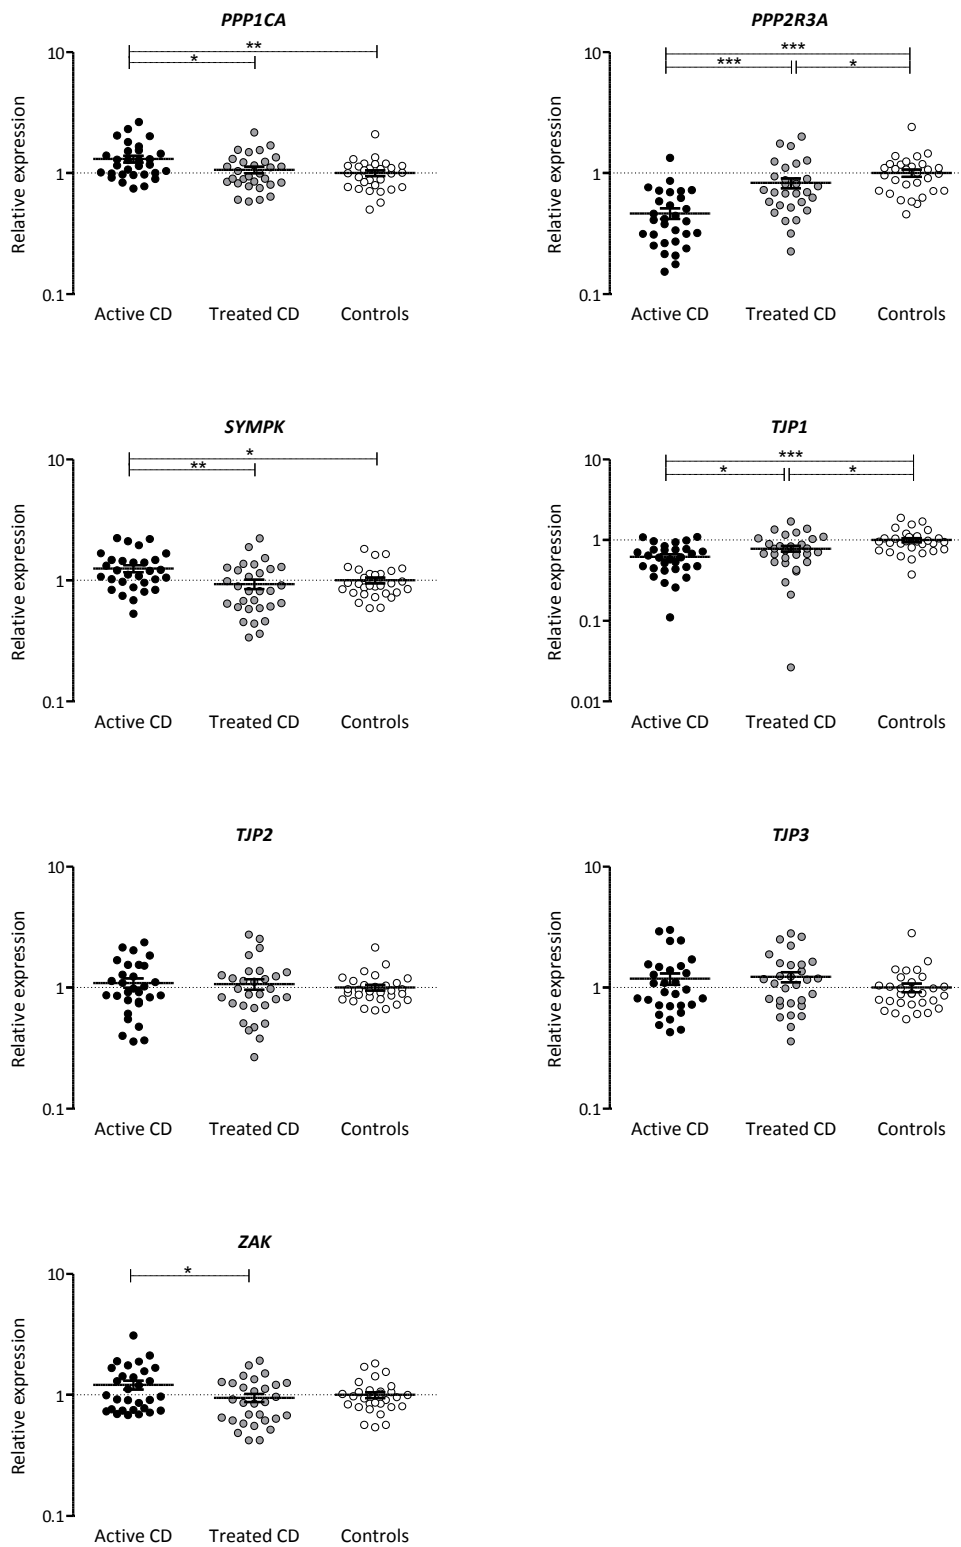 PPP1CA
PPP2R3A
10
**
*
1
0.1
Relative expression
Active CD Treated CD Controls
10
***
*** *
1
0.1
Relative expression
Active CD Treated CD Controls
SYMPK
TJP1
10
*
**
1
0.1
Relative expression
Active CD Treated CD Controls
10
***
* *
1
0.1
0.01
Relative expression
Active CD Treated CD Controls
TJP2
TJP3
10
1
0.1
Relative expression
Active CD Treated CD Controls
10
1
0.1
Relative expression
Active CD Treated CD Controls
ZAK
10
*
1
0.1
Relative expression
Active CD Treated CD Controls